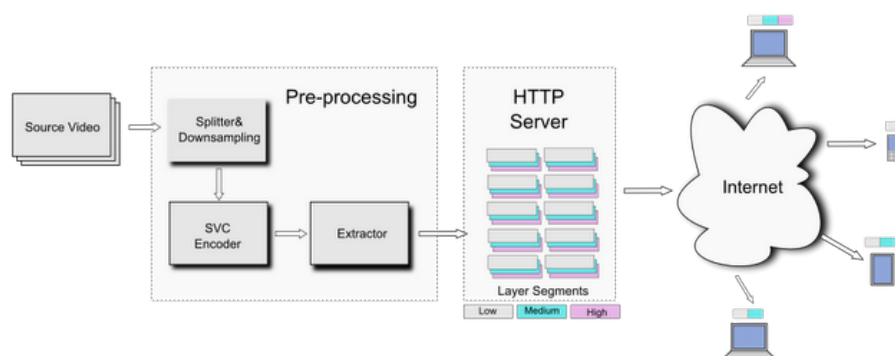 Source Video
Pre-processing
Splitter&
Downsampling
SVC
Encoder
Extractor
HTTP
Server
Layer Segments
Low
Medium
High
Internet